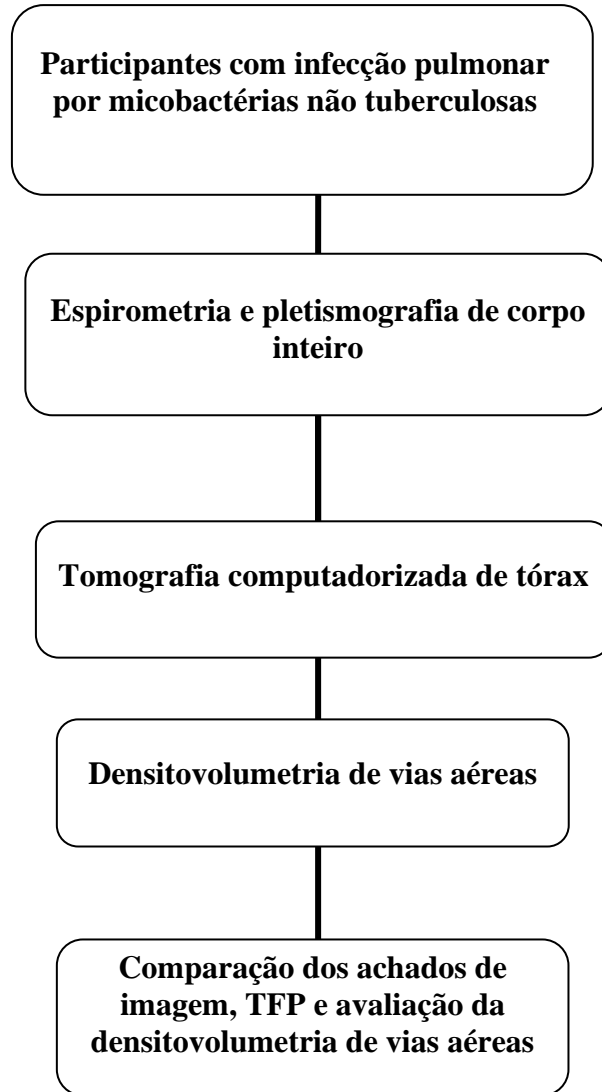 Participantes com infecção pulmonar
por micobactérias não tuberculosas
Espirometria e pletismografia de corpo
inteiro
Tomografia computadorizada de tórax
Densitovolumetria de vias aéreas
Comparação dos achados de
imagem, TFP e avaliação da
densitovolumetria de vias aéreas